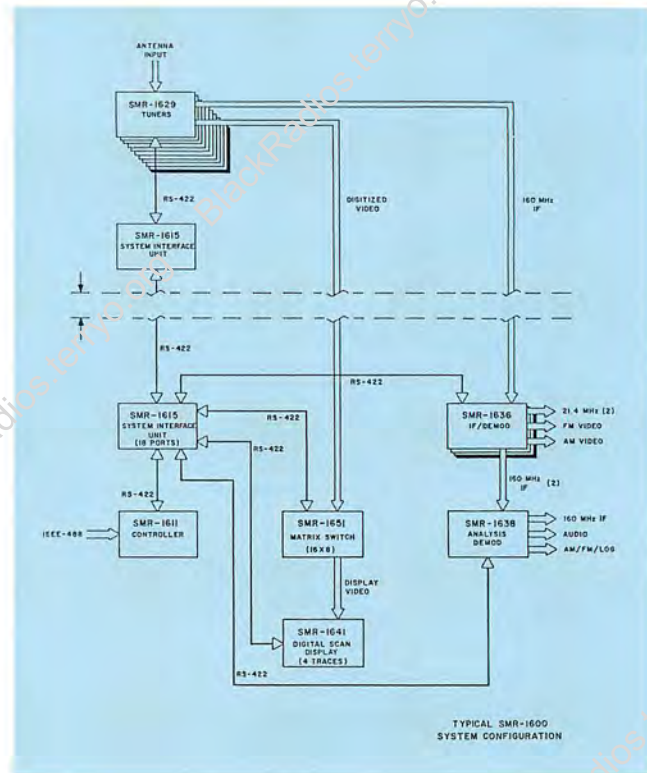 ANTENNA
INPUT
SMR-1629
TUNERS
RS-422
DIGITIZED
VIDEO
160 MHz
IF
SMR-1615
SYSTEM INTERFACE
UNIT
RS-422
RS-422
SMR-1615
SYSTEM INTERFACE
UNIT
(18 PORTS)
RS-422
RS-422
SMR-1636
IF/DEMOD
21.4 MHz (2)
FM VIDEO
AM VIDEO
160 MHz
IF (2)
RS-422
IEEE-488
SMR-1611
CONTROLLER
SMR-1651
MATRIX SWITCH
(16X8)
SMR-1638
ANALYSIS
DEMOD
160 MHz IF
AUDIO
AM/FM/LOG
DISPLAY
VIDEO
SMR-1641
DIGITAL SCAN
DISPLAY
(4 TRACES)
RS-422
TYPICAL SMR-1600
SYSTEM CONFIGURATION
BlackRadios.terryo.org